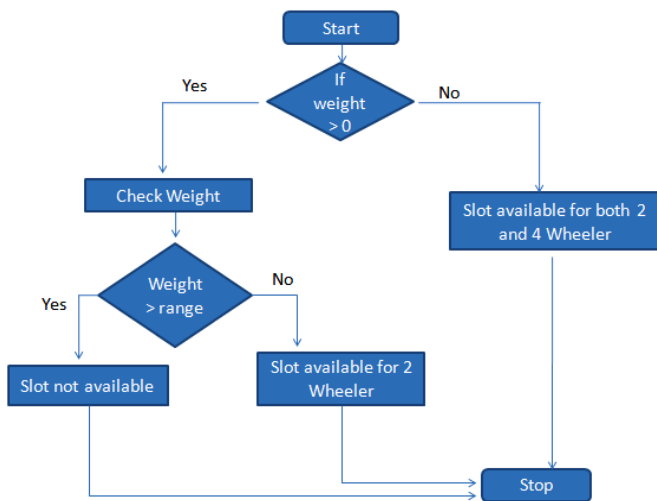 Start
If
weight
> 0
Yes
No
Check Weight
Slot available for both 2
and 4 Wheeler
Weight
> range
Yes
No
Slot not available
Slot available for 2
Wheeler
Stop